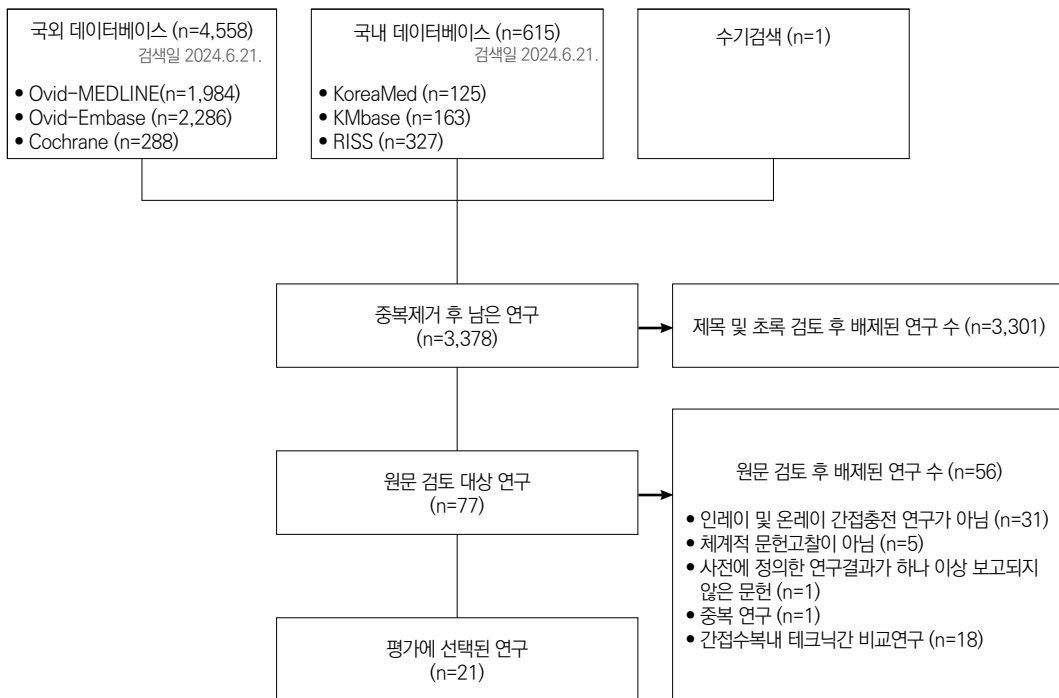 국외 데이터베이스 (n=4,558)
검색일 2024.6.21.
• Ovid-MEDLINE(n=1,984)
• Ovid-Embase (n=2,286)
• Cochrane (n=288)
국내 데이터베이스 (n=615)
검색일 2024.6.21.
• KoreaMed (n=125)
• KMbase (n=163)
• RISS (n=327)
수기검색 (n=1)
중복제거 후 남은 연구
(n=3,378)
제목 및 초록 검토 후 배제된 연구 수 (n=3,301)
원문 검토 대상 연구
(n=77)
원문 검토 후 배제된 연구 수 (n=56)
• 인레이 및 온레이 간접충전 연구가 아님 (n=31)
• 체계적 문헌고찰이 아님 (n=5)
• 사전에 정의한 연구결과가 하나 이상 보고되지
않은 문헌 (n=1)
• 중복 연구 (n=1)
• 간접수복내 테크닉간 비교연구 (n=18)
평가에 선택된 연구
(n=21)